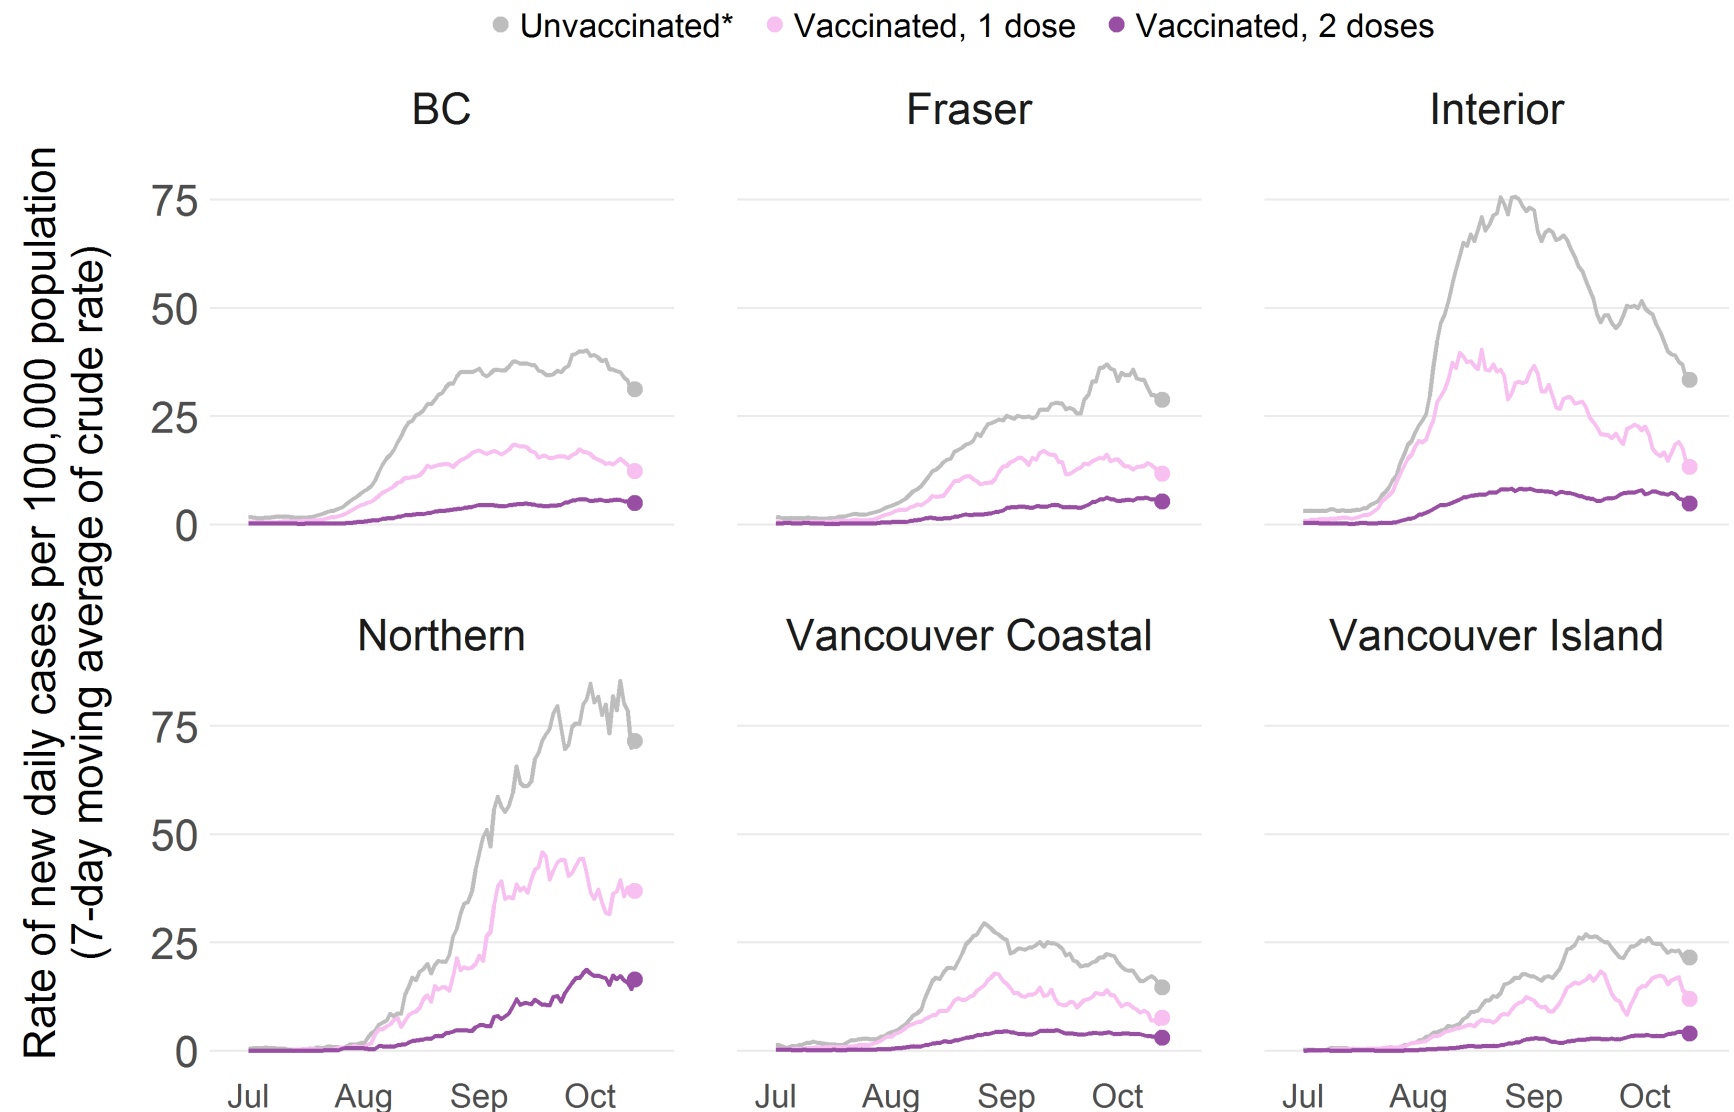 Unvaccinated* Vaccinated, 1 dose Vaccinated, 2 doses
Rate of new daily cases per 100,000 population
(7-day moving average of crude rate)
BC Fraser Interior
75
50
25
0
Northern Vancouver Coastal Vancouver Island
75
50
25
0
Jul Aug Sep Oct Jul Aug Sep Oct Jul Aug Sep Oct